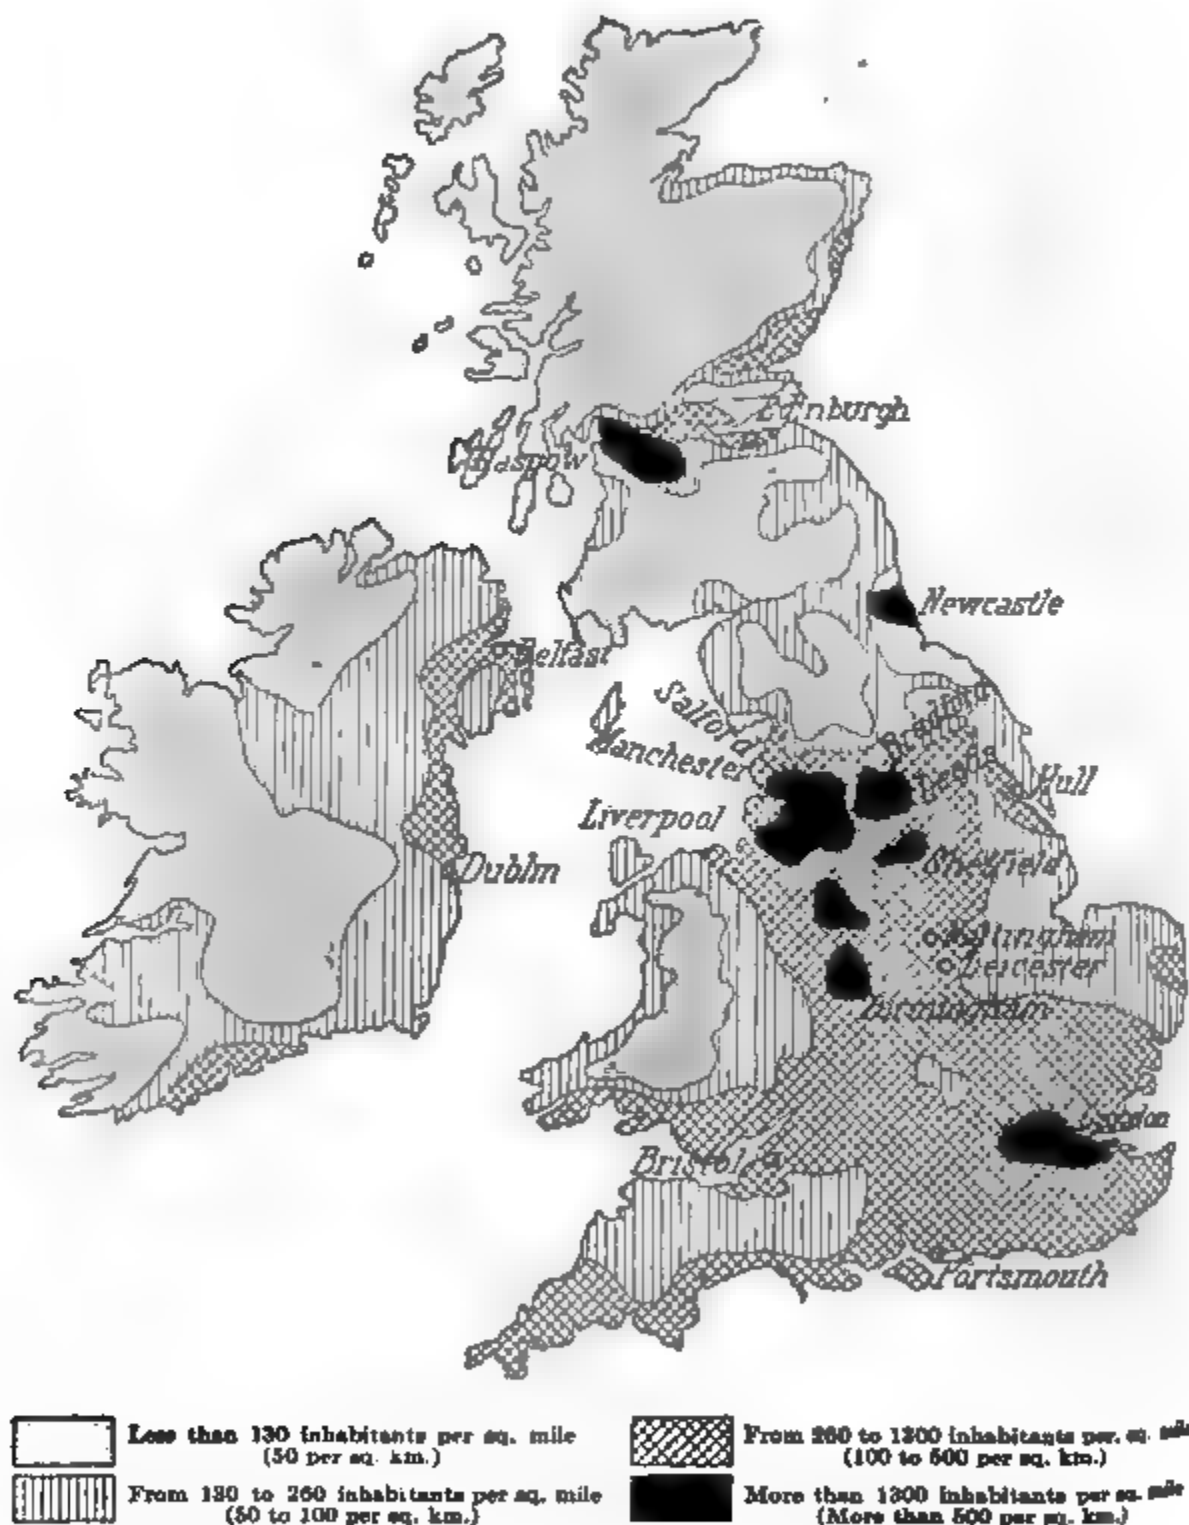 Edinburgh
Glasgow
Newcastle
Belfast
Salford
Bradford
Manchester
Leeds
Hull
Liverpool
Dublin
Sheffield
Nottingham
Leicester
Birmingham
London
Bristol
Portsmouth
Less than 130 inhabitants per sq. mile
(50 per sq. km.)
From 130 to 260 inhabitants per sq. mile
(50 to 100 per sq. km.)
From 260 to 1300 inhabitants per. sq. mile
(100 to 500 per sq. km.)
More than 1300 inhabitants per sq. mile
(More than 500 per sq. km.)